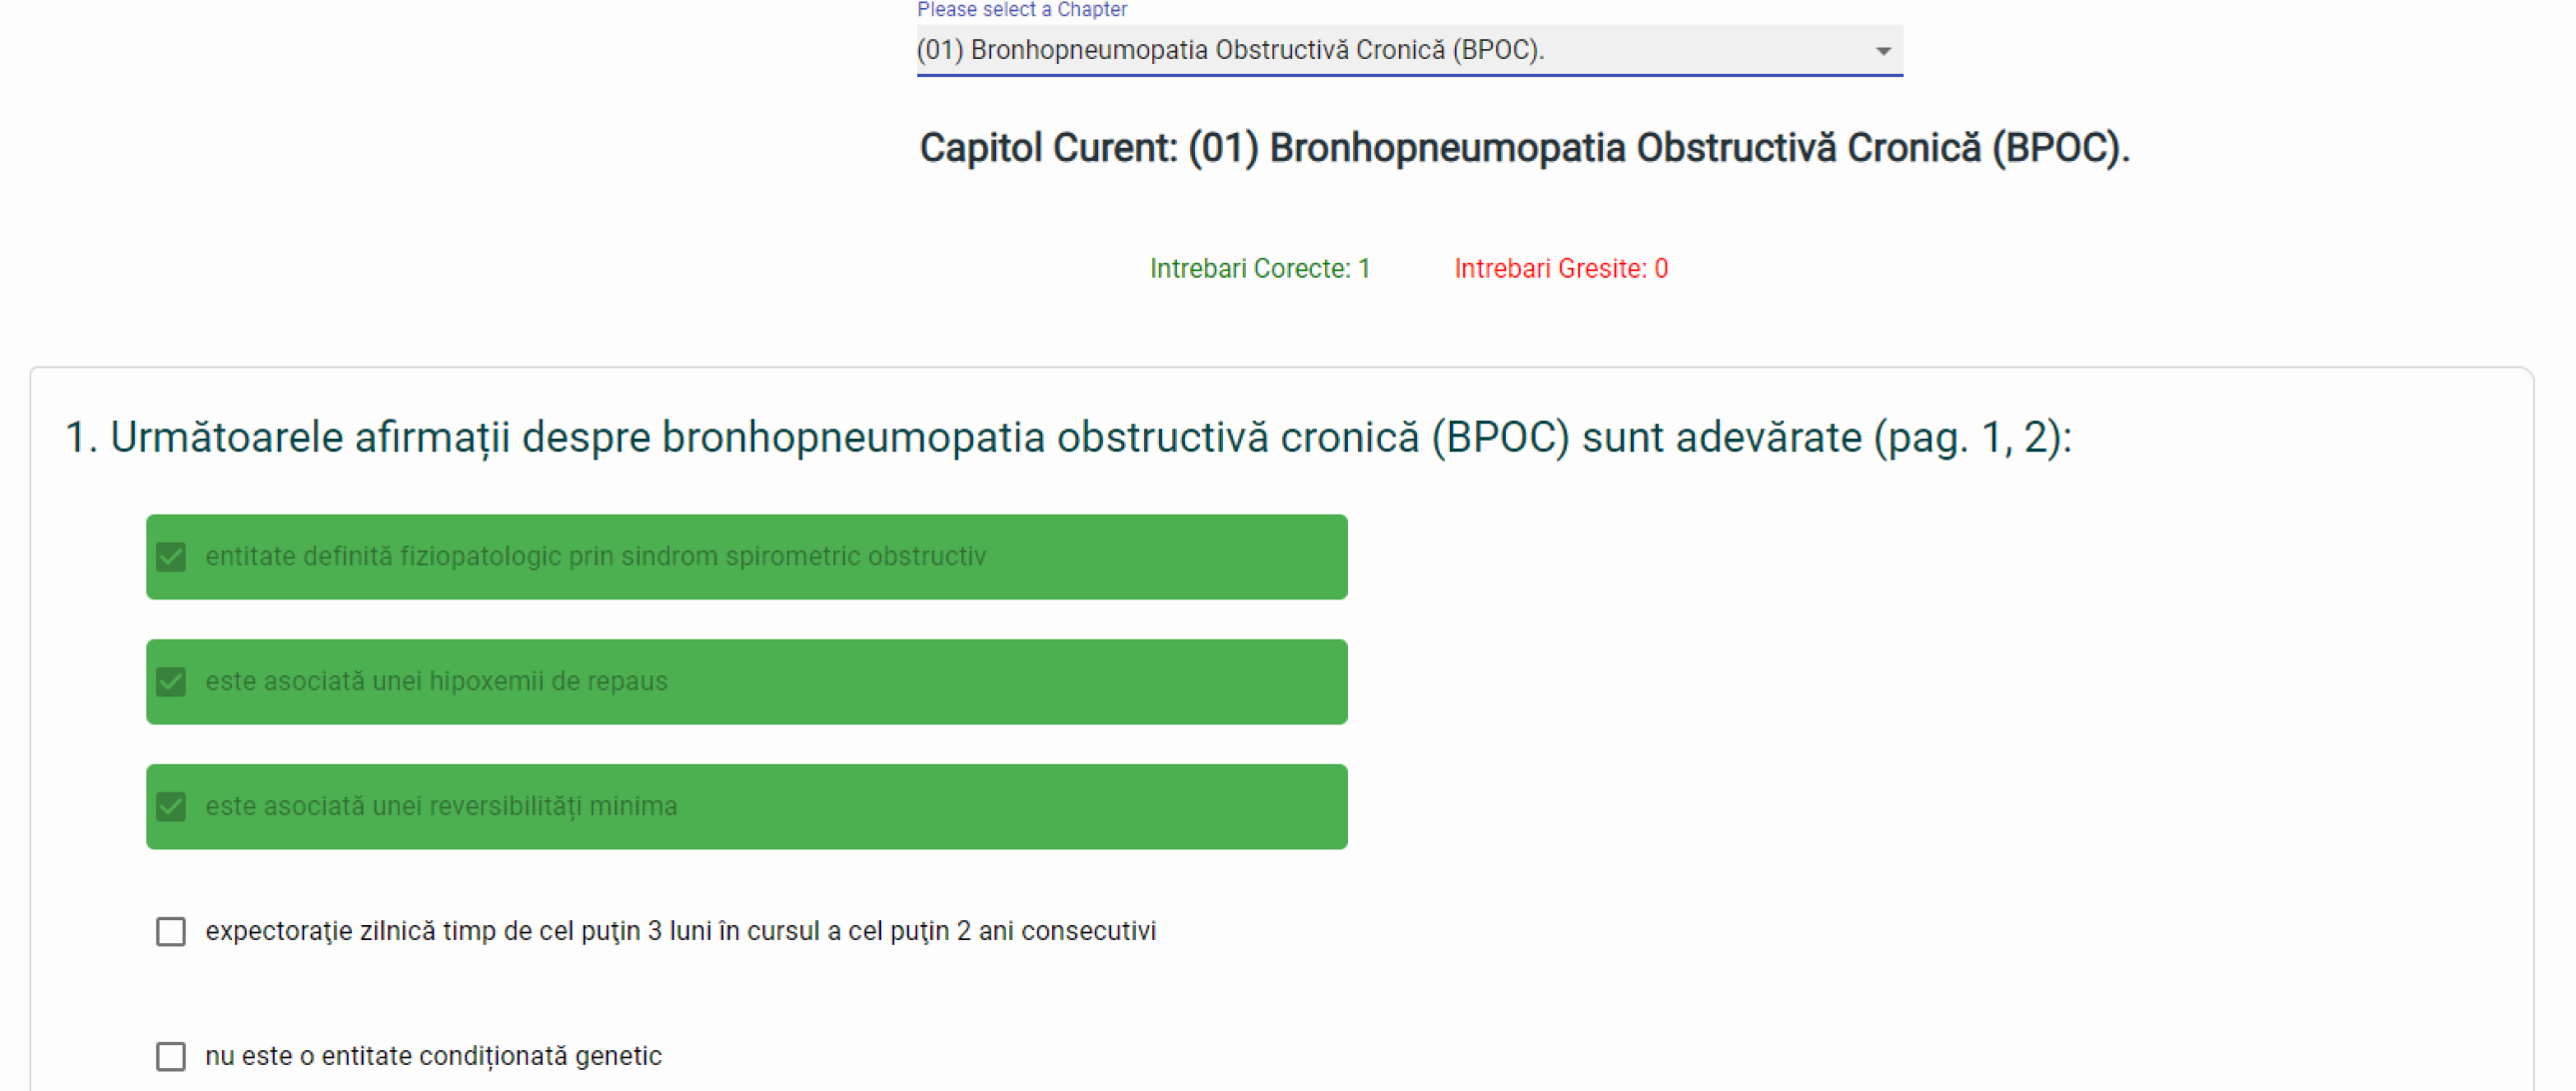 Please select a Chapter
(01) Bronhopneumopatia Obstructivă Cronică (BPOC).
Capitol Curent: (01) Bronhopneumopatia Obstructivă Cronică (BPOC).
Intrebari Corecte: 1 Intrebari Gresite: 0
1. Următoarele afirmații despre bronhopneumopatia obstructivă cronică (BPOC) sunt adevărate (pag. 1, 2):
entitate definită fiziopatologic prin sindrom spirometric obstructiv
este asociată unei hipoxemii de repaus
este asociată unei reversibilități minima
expectoraţie zilnică timp de cel puţin 3 luni în cursul a cel puţin 2 ani consecutivi
nu este o entitate condiționată genetic